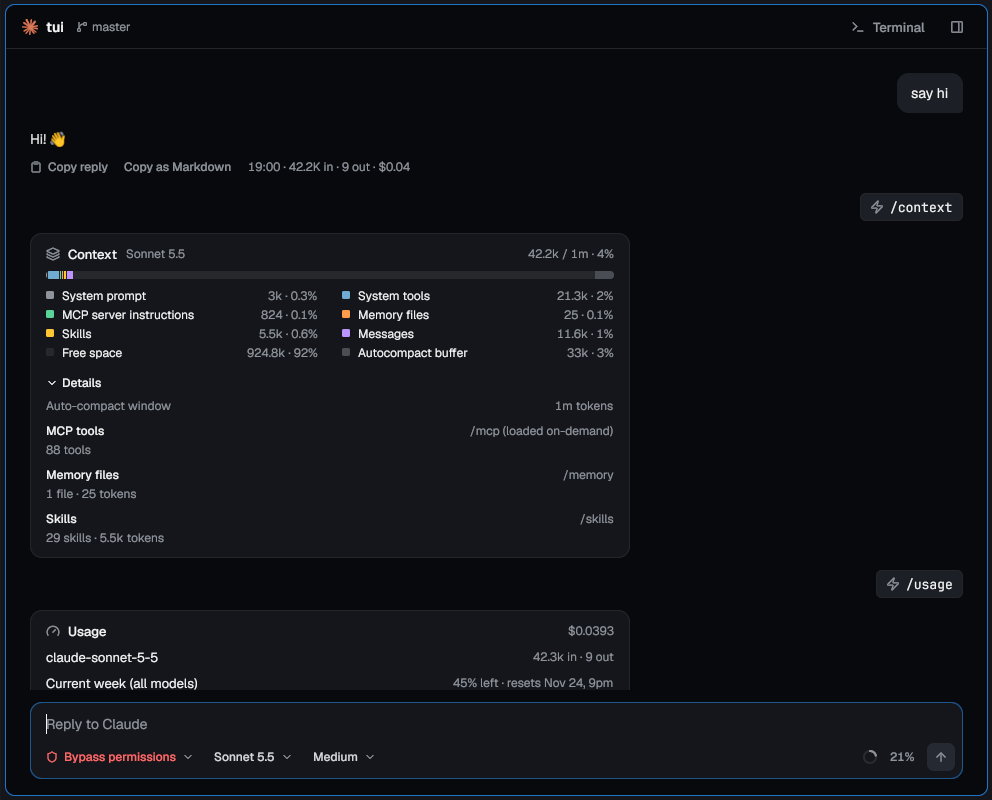 tui master Terminal
say hi
Hi! 👋
Copy reply Copy as Markdown 19:00 · 42.2K in · 9 out · $0.04
/context
Context Sonnet 5.5 42.2k / 1m · 4%
System prompt 3k · 0.3% System tools 21.3k · 2%
MCP server instructions 824 · 0.1% Memory files 25 · 0.1%
Skills 5.5k · 0.6% Messages 11.6k · 1%
Free space 924.8k · 92% Autocompact buffer 33k · 3%
Details
Auto-compact window 1m tokens
MCP tools /mcp (loaded on-demand)
88 tools
Memory files /memory
1 file · 25 tokens
Skills /skills
29 skills · 5.5k tokens
/usage
Usage $0.0393
claude-sonnet-5-5 42.3k in · 9 out
Current week (all models) 45% left · resets Nov 24, 9pm
Reply to Claude
Bypass permissions Sonnet 5.5 Medium 21%